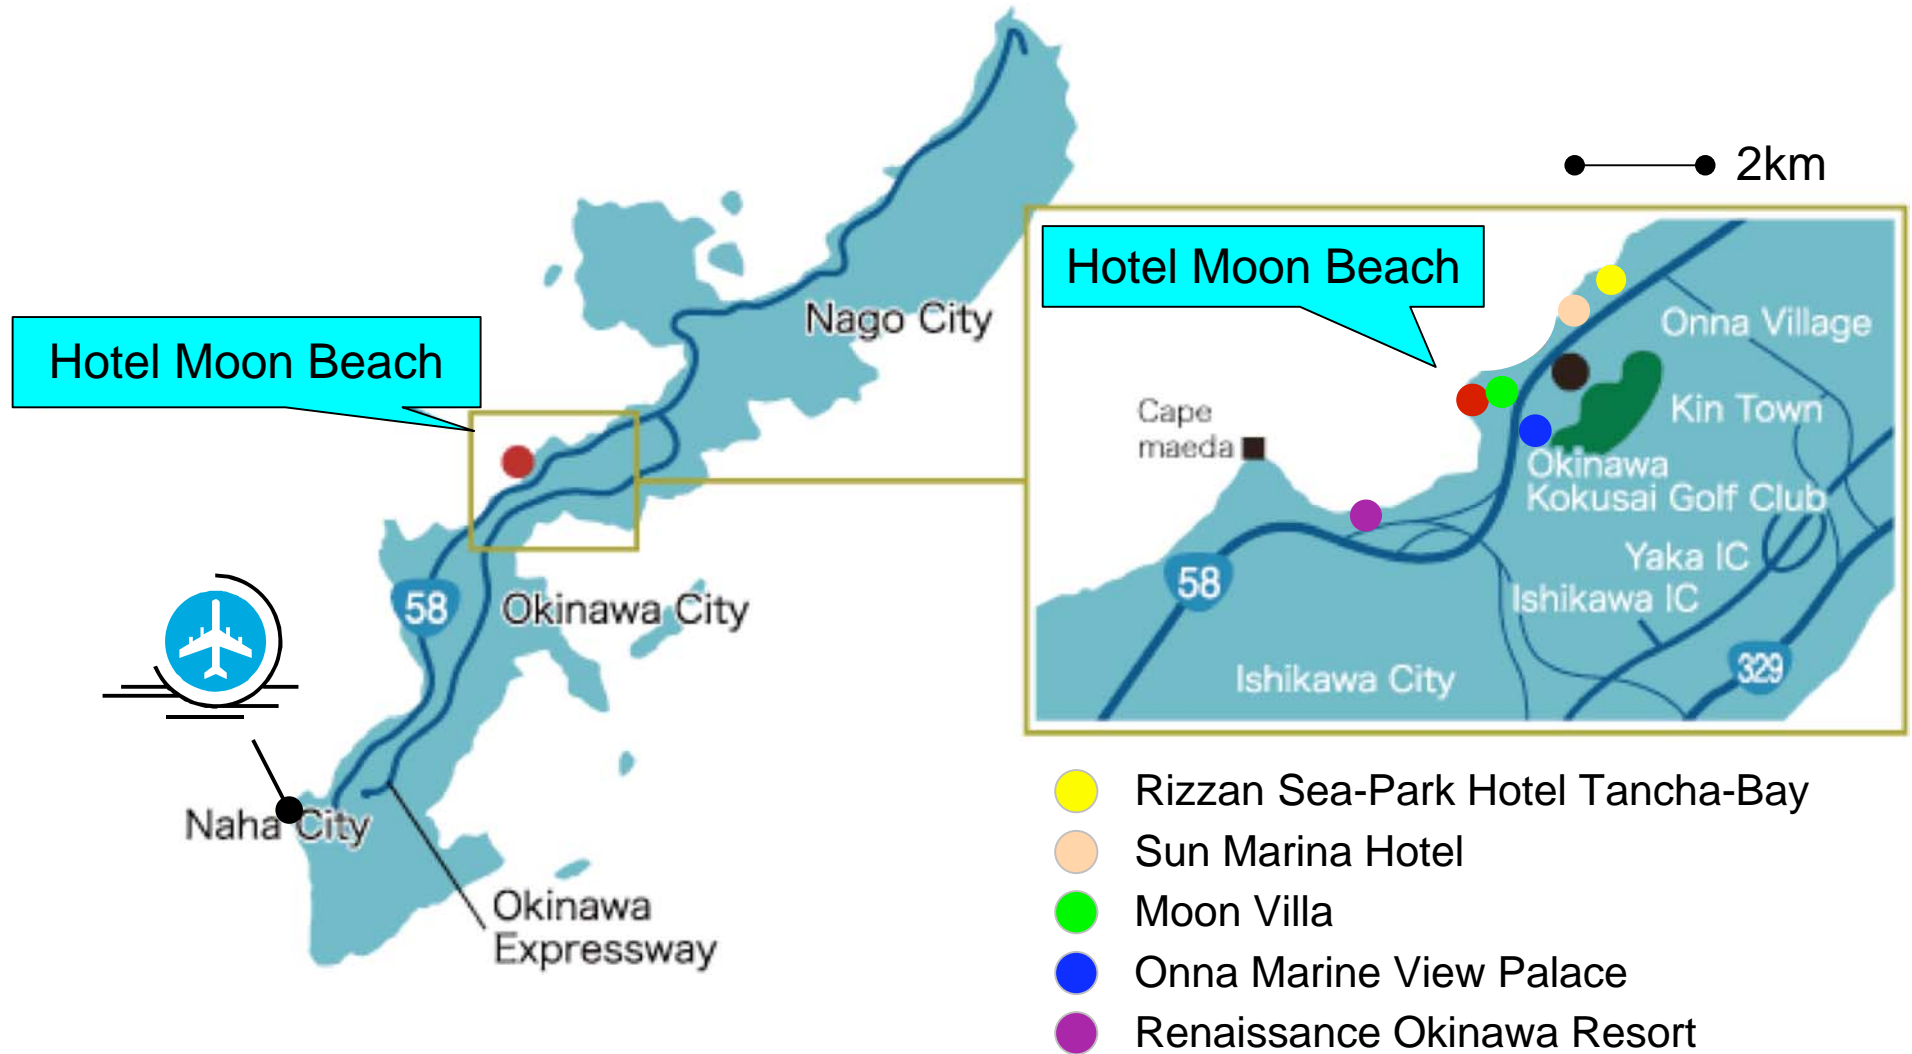 2km
Hotel Moon Beach
Nago City
Onna Village
Hotel Moon Beach
Kin Town
Cape
maeda
Okinawa
Kokusai Golf Club
Yaka IC
58
58
Okinawa City
Ishikawa IC
329
Ishikawa City
Naha City
Rizzan Sea-Park Hotel Tancha-Bay
Sun Marina Hotel
Okinawa
Expressway
Moon Villa
Onna Marine View Palace
Renaissance Okinawa Resort